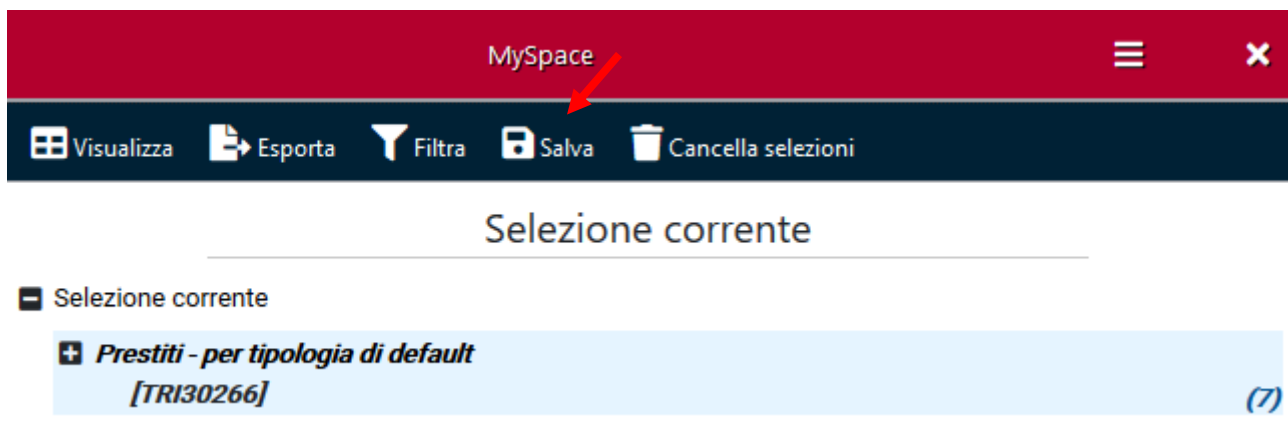 MySpace
Visualizza Esporta Filtra Salva Cancella selezioni
Selezione corrente
Selezione corrente
Prestiti - per tipologia di default
[TRI30266]
(7)